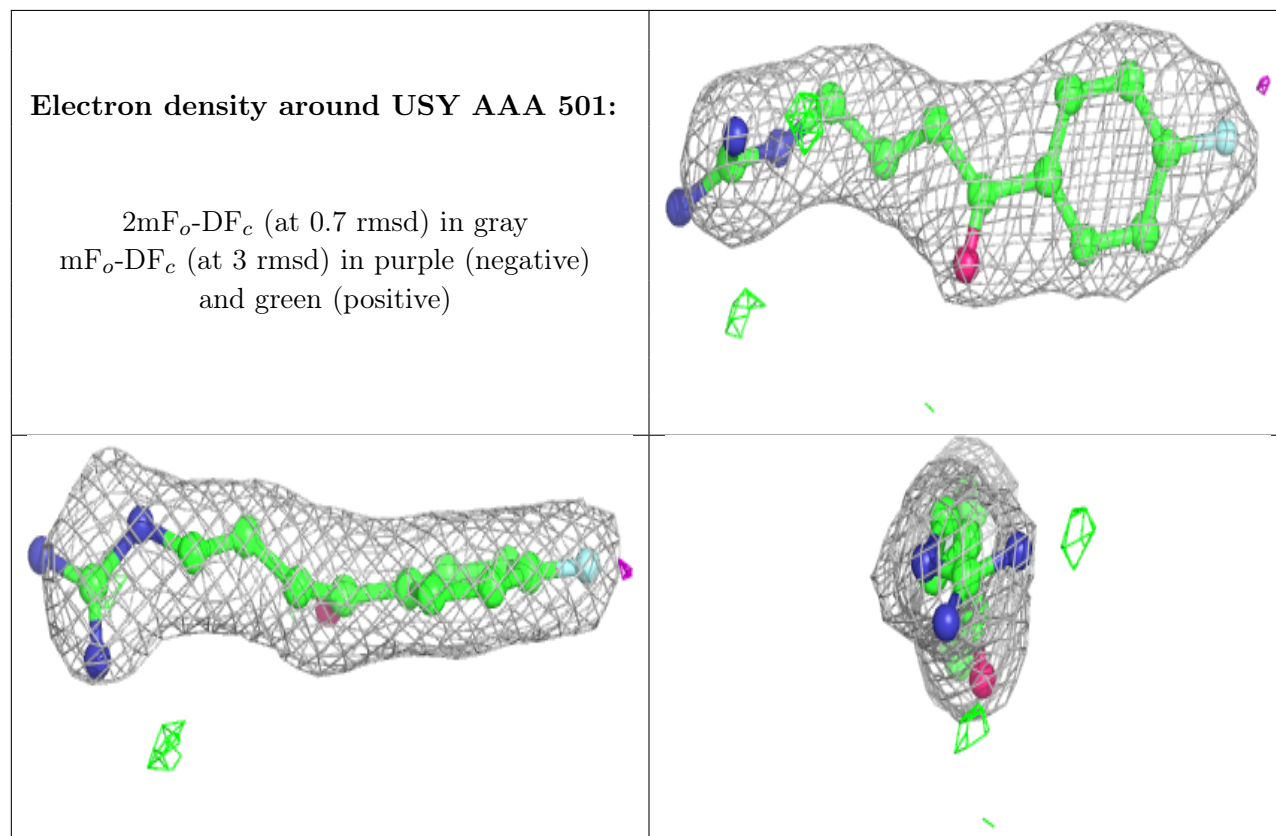 Electron density around USY AAA 501:
2mFo-DFc (at 0.7 rmsd) in gray
mFo-DFc (at 3 rmsd) in purple (negative)
and green (positive)